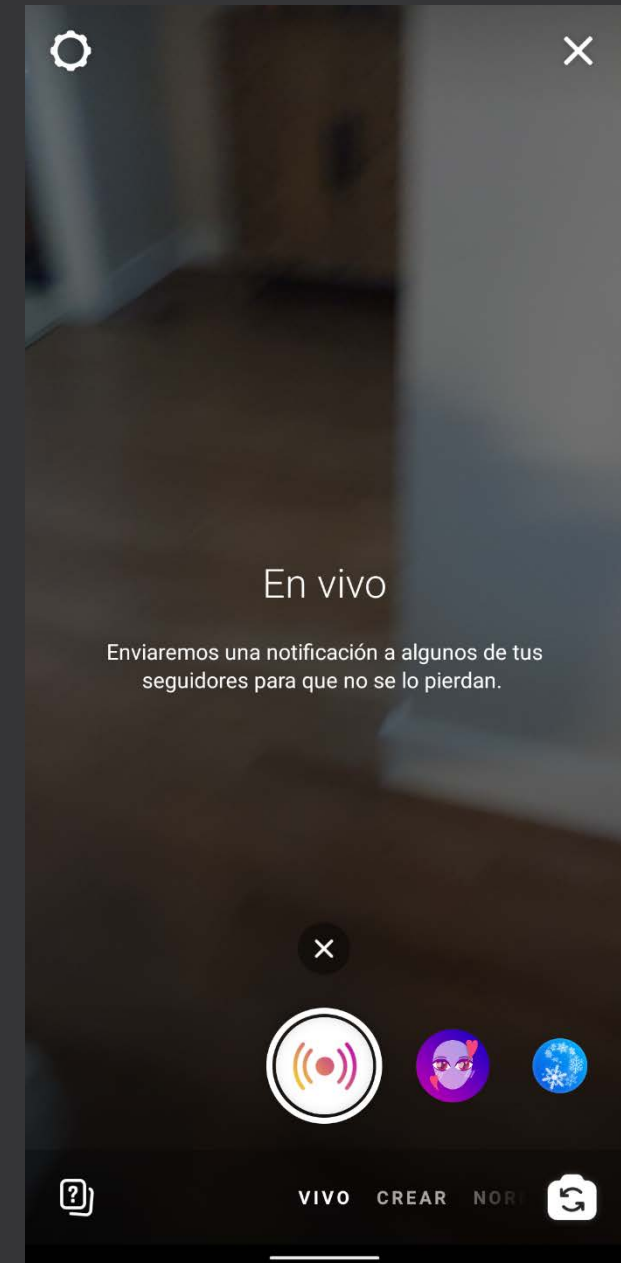 En vivo
Enviaremos una notificación a algunos de tus
seguidores para que no se lo pierdan.
?
VIVO CREAR